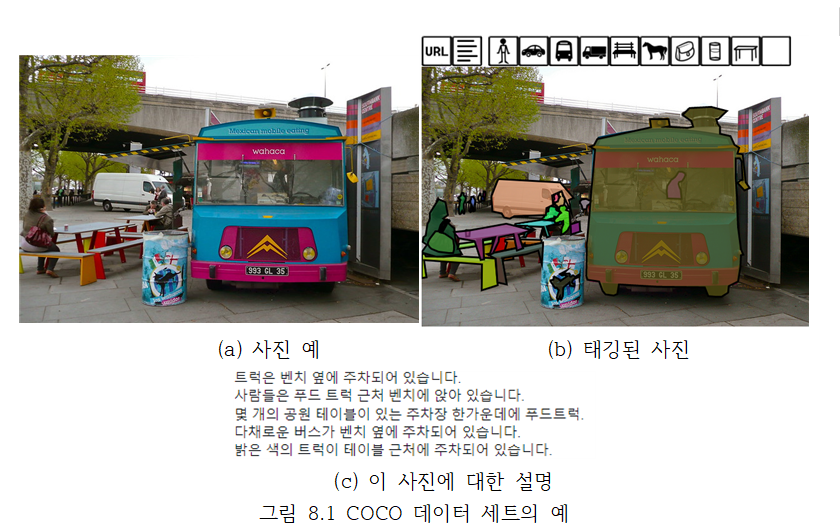 URL
Mexican mobile eating
wahaca
993 GL 35
wahaca
993 GL 35
(a) 사진 예
(b) 태깅된 사진
트럭은 벤치 옆에 주차되어 있습니다.
사람들은 푸드 트럭 근처 벤치에 앉아 있습니다.
몇 개의 공원 테이블이 있는 주차장 한가운데에 푸드트럭.
다채로운 버스가 벤치 옆에 주차되어 있습니다.
밝은 색의 트럭이 테이블 근처에 주차되어 있습니다.
(c) 이 사진에 대한 설명
그림 8.1 COCO 데이터 세트의 예